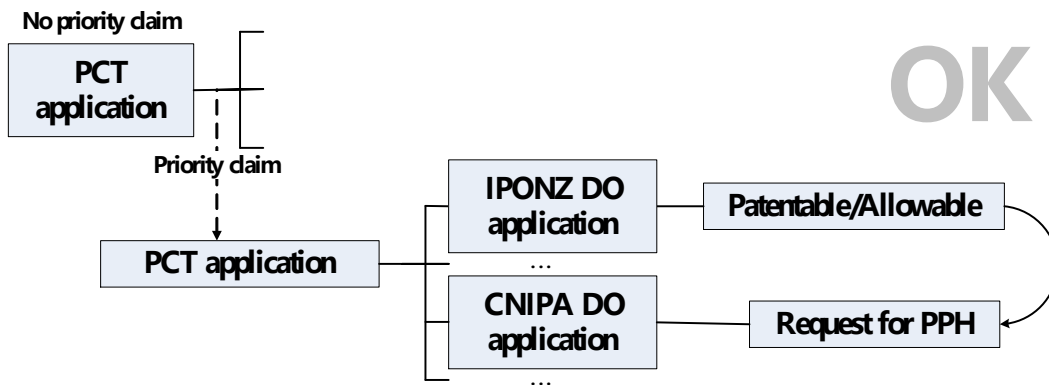 No priority claim
PCT
application
OK
Priority claim
IPONZ DO
application
Patentable/Allowable
PCT application
...
CNIPA DO
application
Request for PPH
...